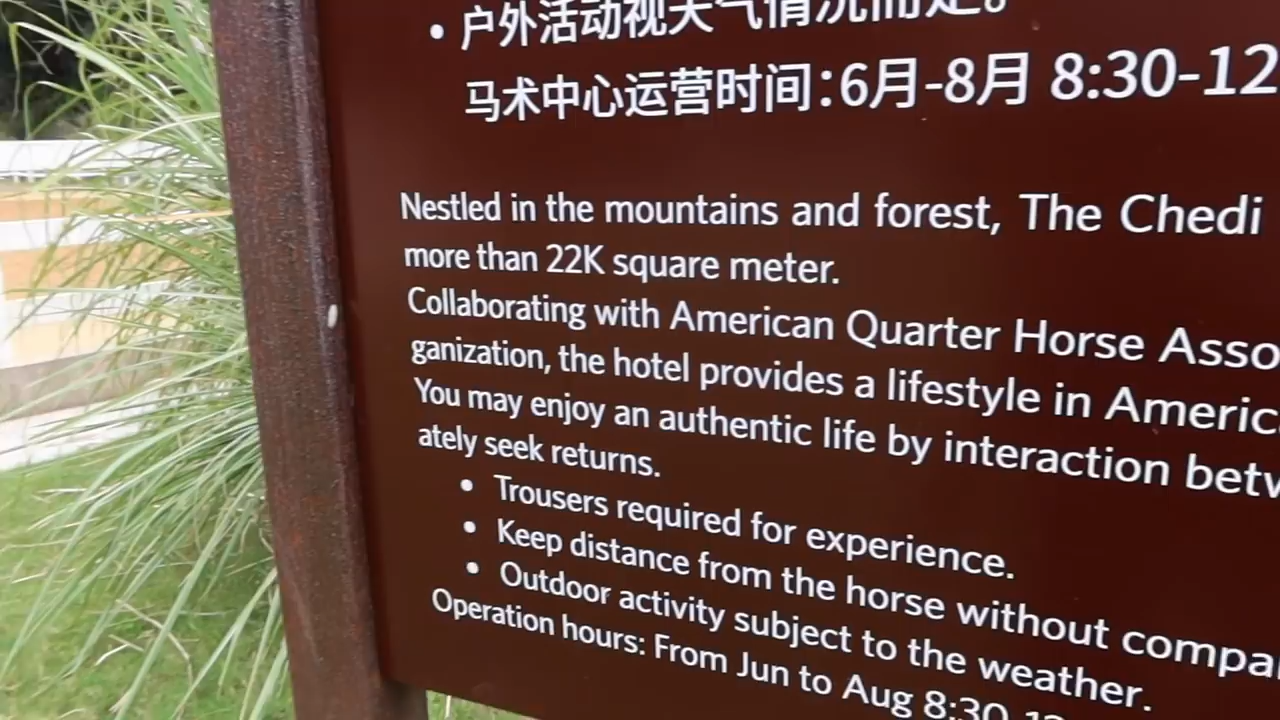 • 户外活动视天气情况而定。
马术中心运营时间：6月-8月 8:30-12
Nestled in the mountains and forest, The Chedi
more than 22K square meter.
Collaborating with American Quarter Horse Asso
ganization, the hotel provides a lifestyle in Americ
You may enjoy an authentic life by interaction betw
ately seek returns.
• Trousers required for experience.
• Keep distance from the horse without compa
• Outdoor activity subject to the weather.
Operation hours: From Jun to Aug 8:30-12